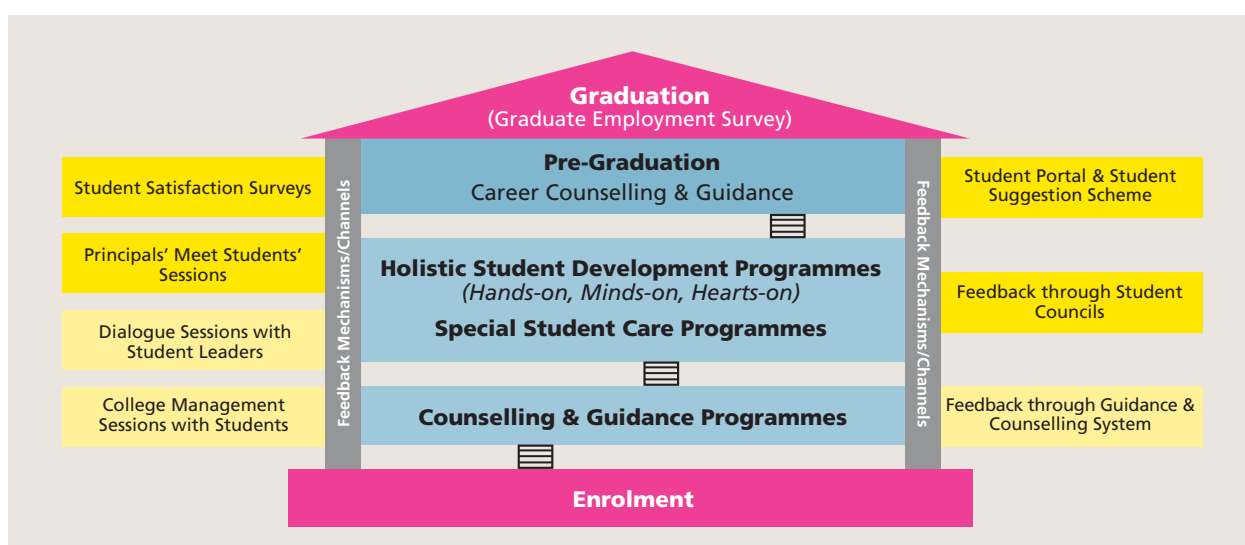 Graduation
(Graduate Employment Survey)
Pre-Graduation
Career Counselling & Guidance
Holistic Student Development Programmes
(Hands-on, Minds-on, Hearts-on)
Special Student Care Programmes
Counselling & Guidance Programmes
Enrolment
Feedback Mechanisms/Channels
Feedback Mechanisms/Channels
Student Satisfaction Surveys
Principals’ Meet Students’
Sessions
Dialogue Sessions with
Student Leaders
College Management
Sessions with Students
Student Portal & Student
Suggestion Scheme
Feedback through Student
Councils
Feedback through Guidance &
Counselling System